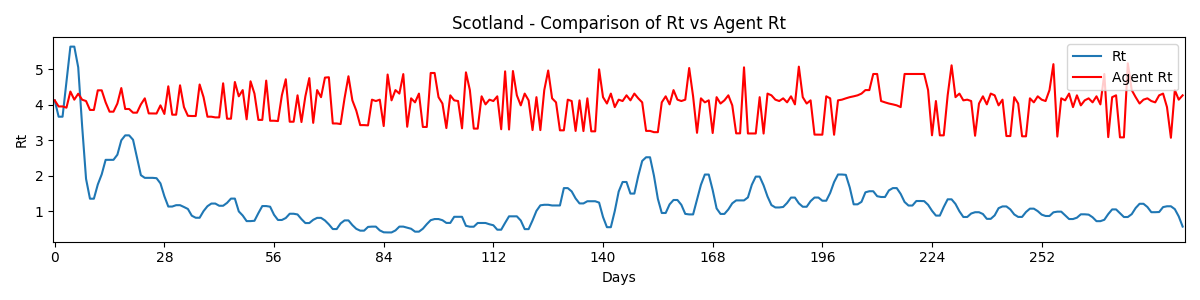 Scotland - Comparison of Rt vs Agent Rt
Rt
Agent Rt
5
4
3
2
1
Rt
0 28 56 84 112 140 168 196 224 252
Days